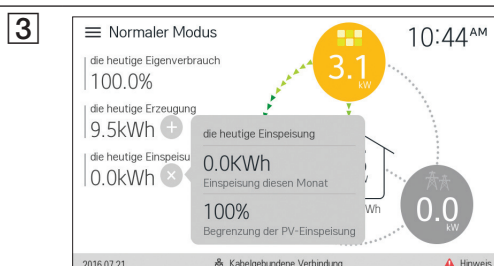 3
Normaler Modus
10:44 AM
die heutige Eigenverbrauch
100.0%
3.1
kW
die heutige Erzeugung
9.5kWh +
die heutige Einspeisu
0.0kWh ×
die heutige Einspeisung
0.0KWh
Einspeisung diesen Monat
100%
Begrenzung der PV-Einspeisung
Wh
0.0
kW
2016.07.21
Kabelgebundene Verbindung
Hinweis